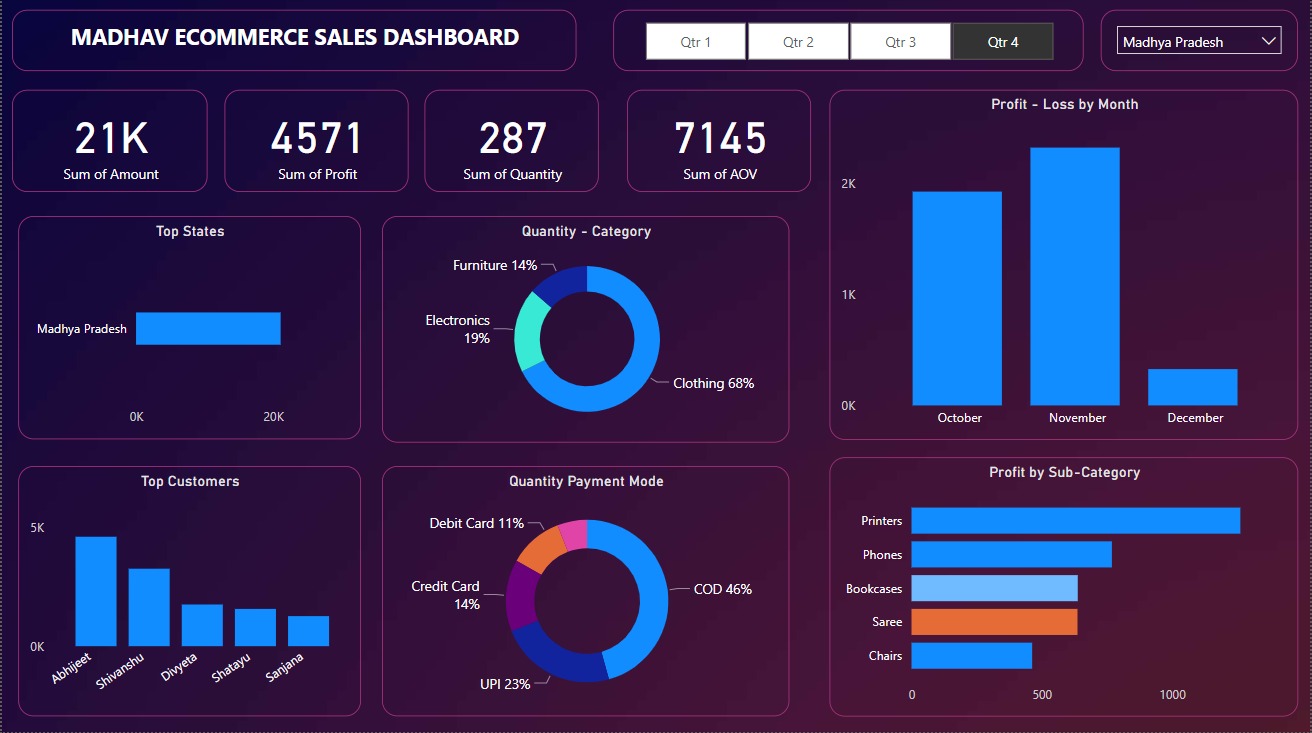 MADHAV ECOMMERCE SALES DASHBOARD
Qtr 1
Qtr 2
Qtr 3
Qtr 4
Madhya Pradesh
21K
Sum of Amount
4571
Sum of Profit
287
Sum of Quantity
7145
Sum of AOV
Profit - Loss by Month
2K
1K
0K
October
November
December
Top States
Madhya Pradesh
0K
20K
Quantity - Category
Furniture 14%
Electronics
19%
Clothing 68%
Top Customers
5K
0K
Abhijeet
Shivanshu
Divyeta
Shatayu
Sanjana
Quantity Payment Mode
Debit Card 11%
Credit Card
14%
COD 46%
UPI 23%
Profit by Sub-Category
Printers
Phones
Bookcases
Saree
Chairs
0
500
1000